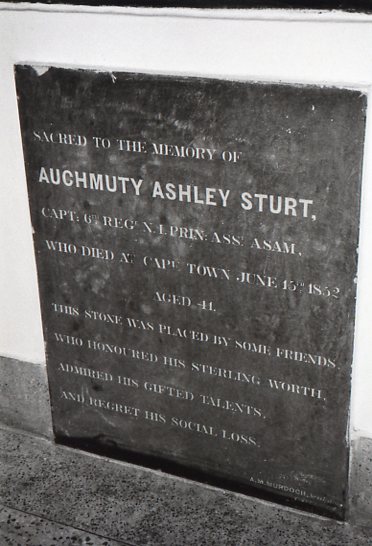 SACRED TO THE MEMORY OF
AUCHMUTY ASHLEY STURT,
CAPT: 6TH REGT N.I. PRIN: ASST ASAM,
WHO DIED AT CAPE TOWN JUNE 15TH 1852
AGED 41.
THIS STONE WAS PLACED BY SOME FRIENDS,
WHO HONOURED HIS STERLING WORTH,
ADMIRED HIS GIFTED TALENTS,
AND REGRET HIS SOCIAL LOSS.
A.M. MURDOCH,